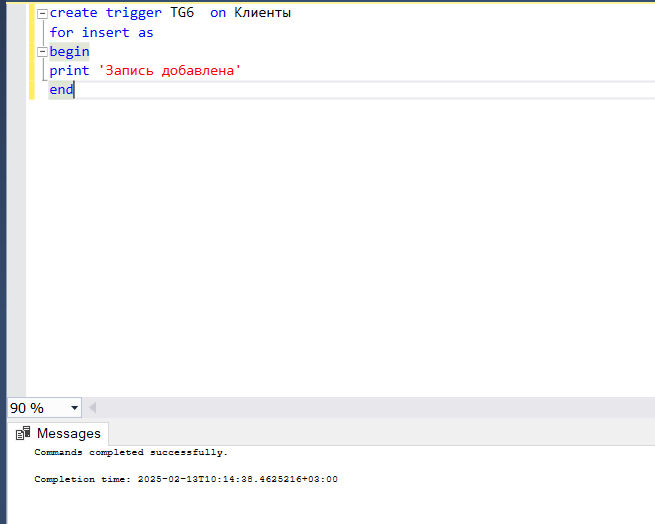 create trigger TG6  on Клиенты
for insert as
begin
print 'Запись добавлена'
end
90 %
Messages
Commands completed successfully.
Completion time: 2025-02-13T10:14:38.4625216+03:00